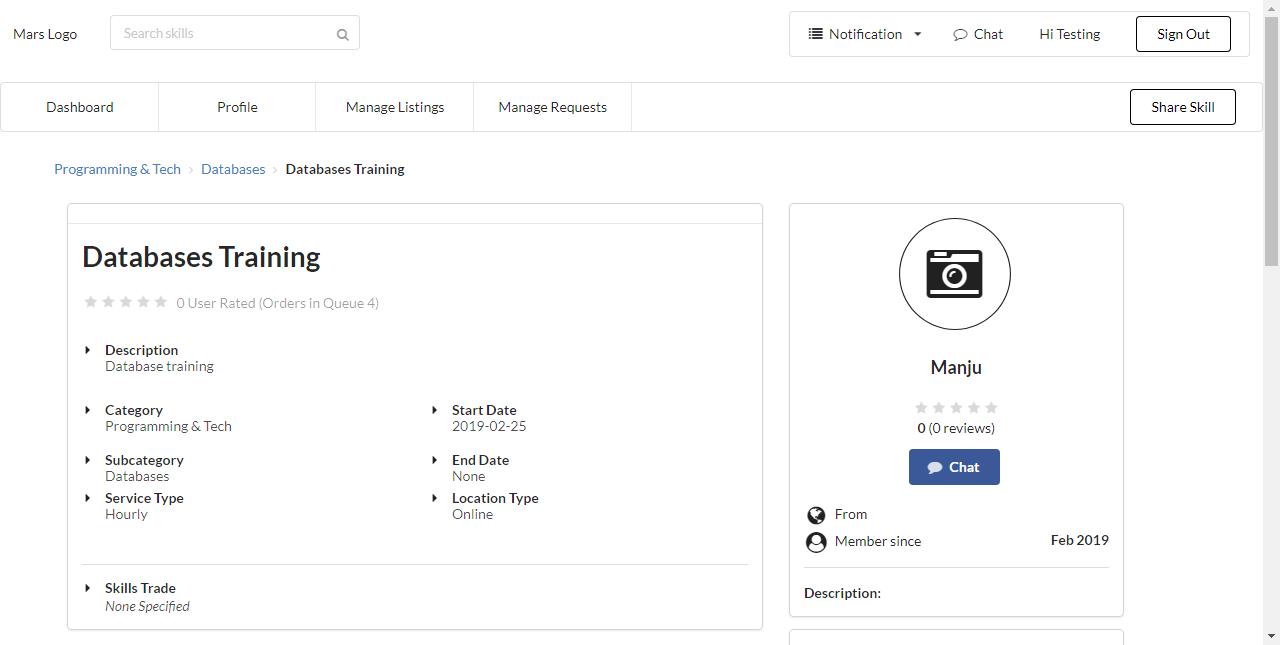 Mars Logo
Search skills
Notification
Chat
Hi Testing
Sign Out
Dashboard
Profile
Manage Listings
Manage Requests
Share Skill
Programming & Tech › Databases › Databases Training
Databases Training
0 User Rated (Orders in Queue 4)
Description
Database training
Category
Programming & Tech
Start Date
2019-02-25
Subcategory
Databases
End Date
None
Service Type
Hourly
Location Type
Online
Skills Trade
None Specified
Manju
0 (0 reviews)
Chat
From
Member since Feb 2019
Description: